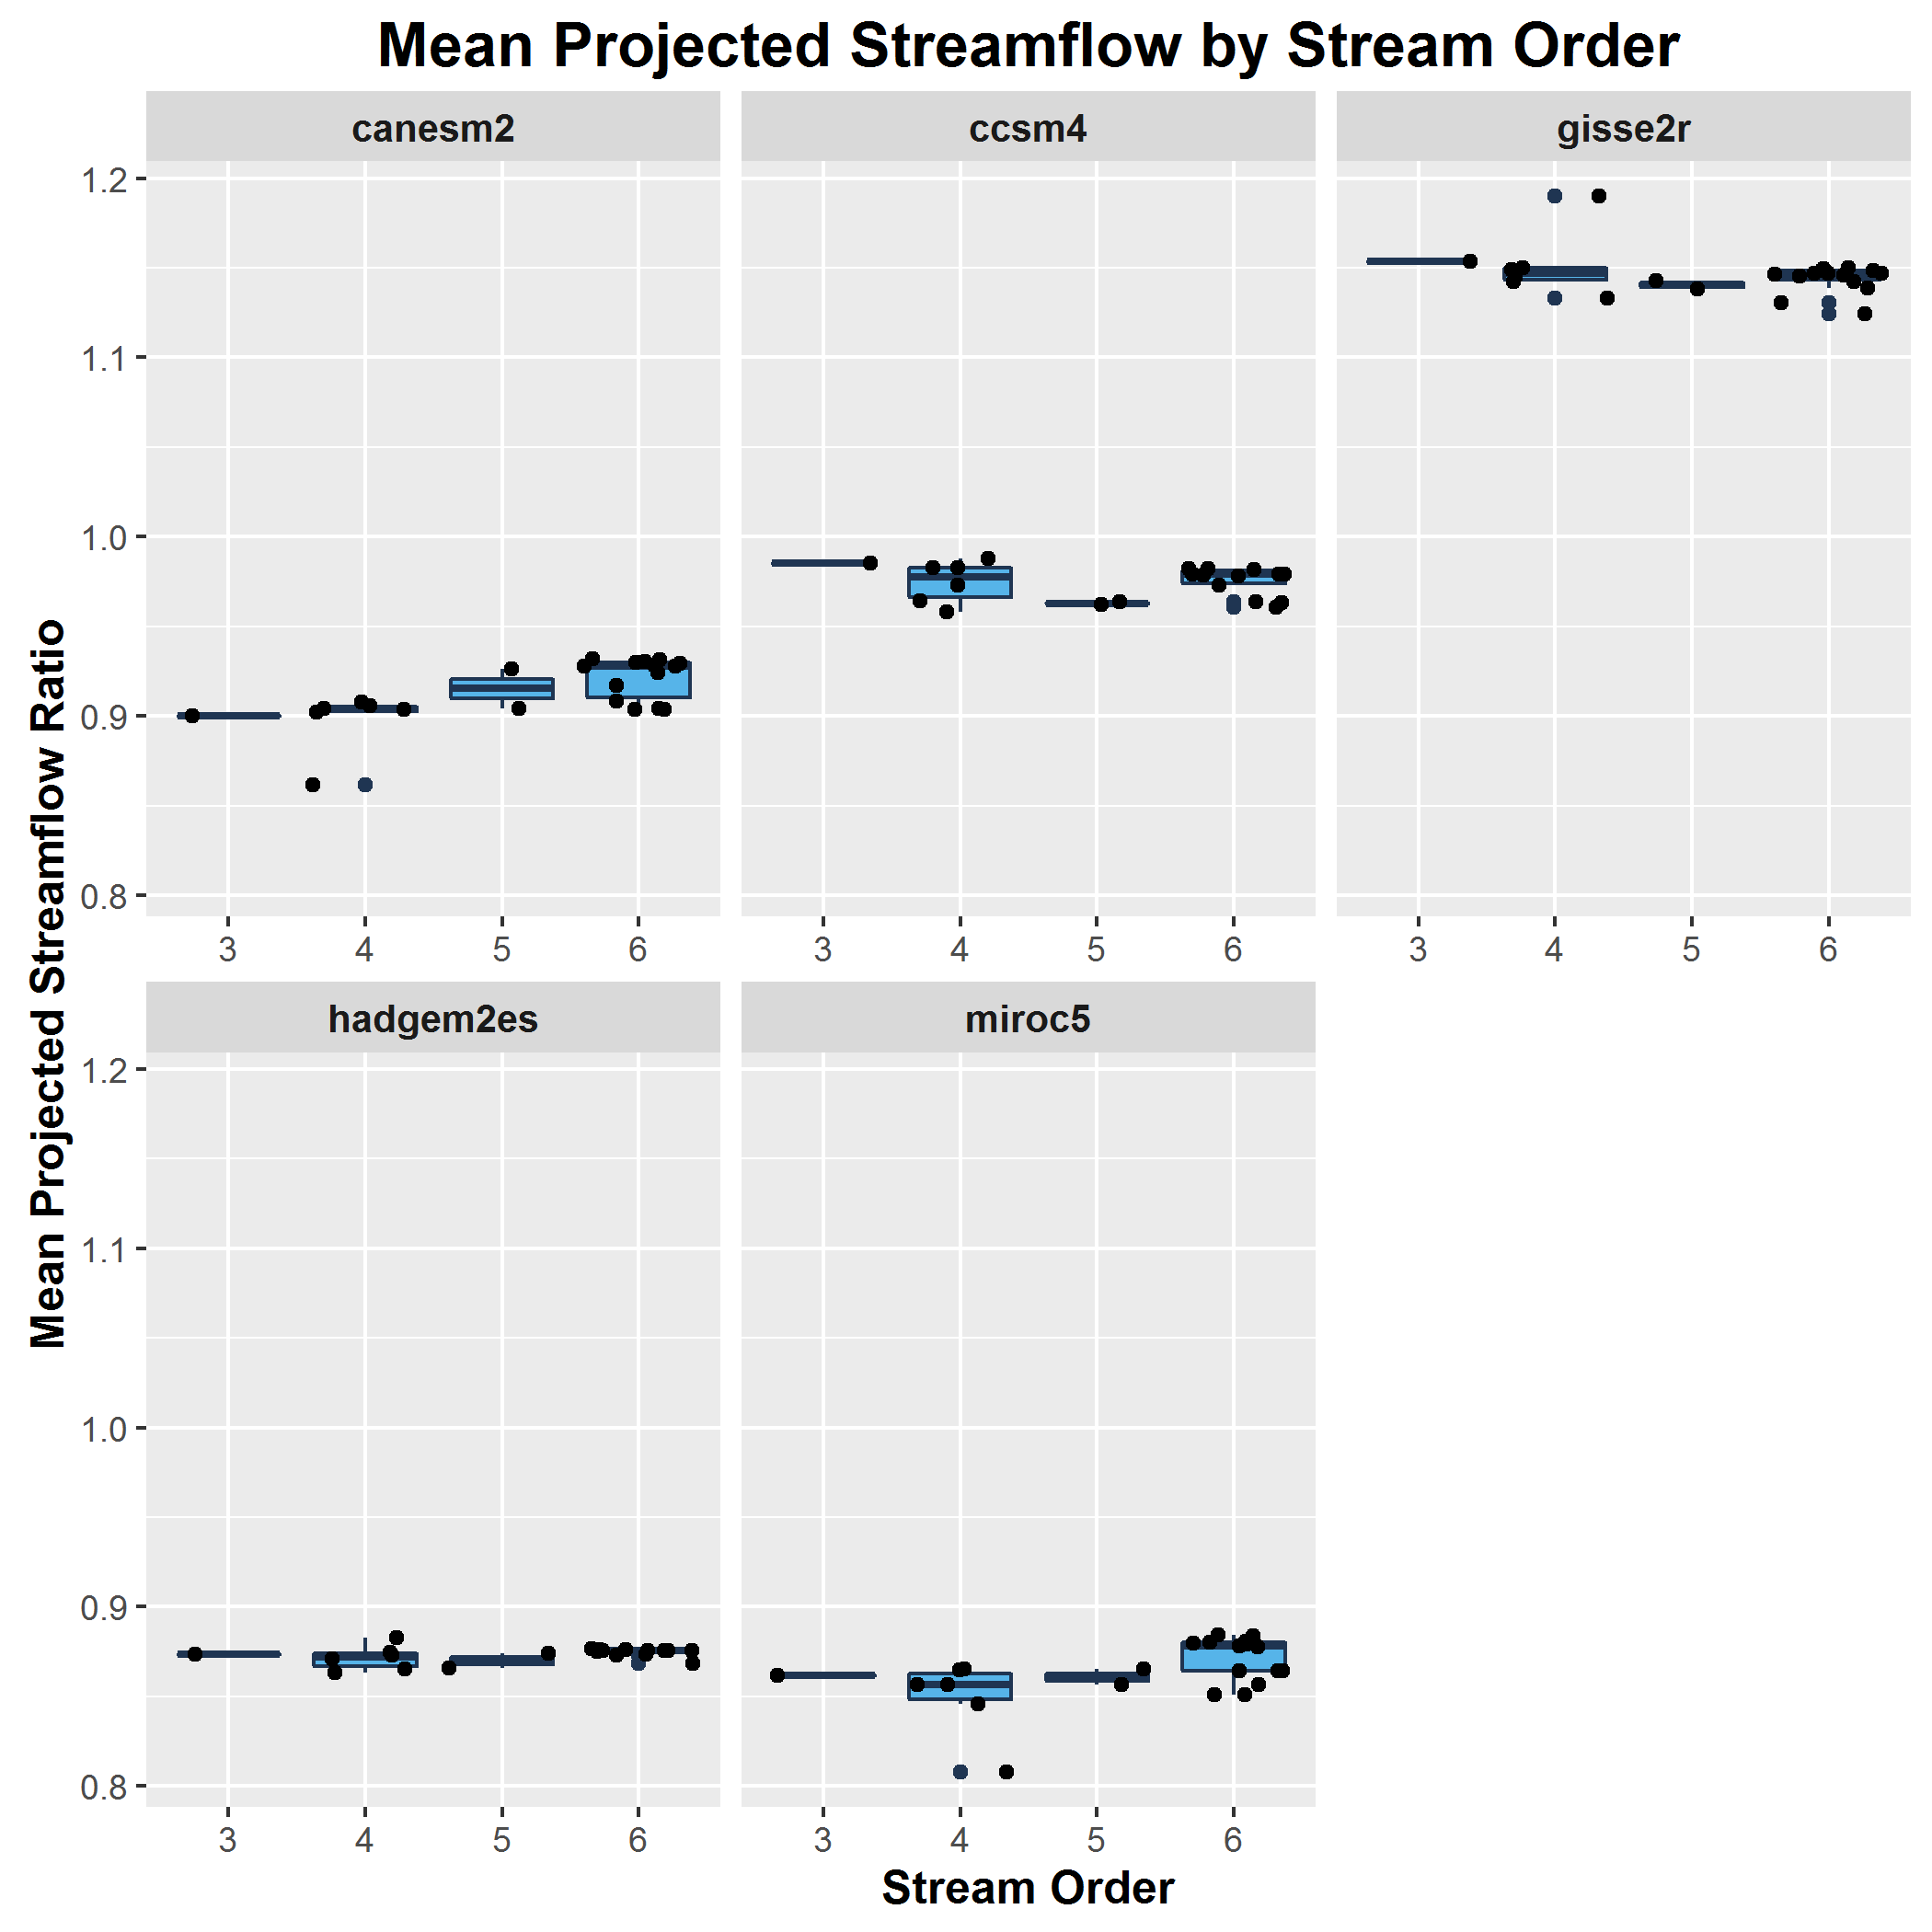 Mean Projected Streamflow by Stream Order
canesm2 ccsm4 gisse2r
Mean Projected Streamflow Ratio
1.2
1.1
1.0
0.9
0.8
3 4 5 6 3 4 5 6 3 4 5 6
hadgem2es miroc5
1.2
1.1
1.0
0.9
0.8
3 4 5 6 3 4 5 6
Stream Order